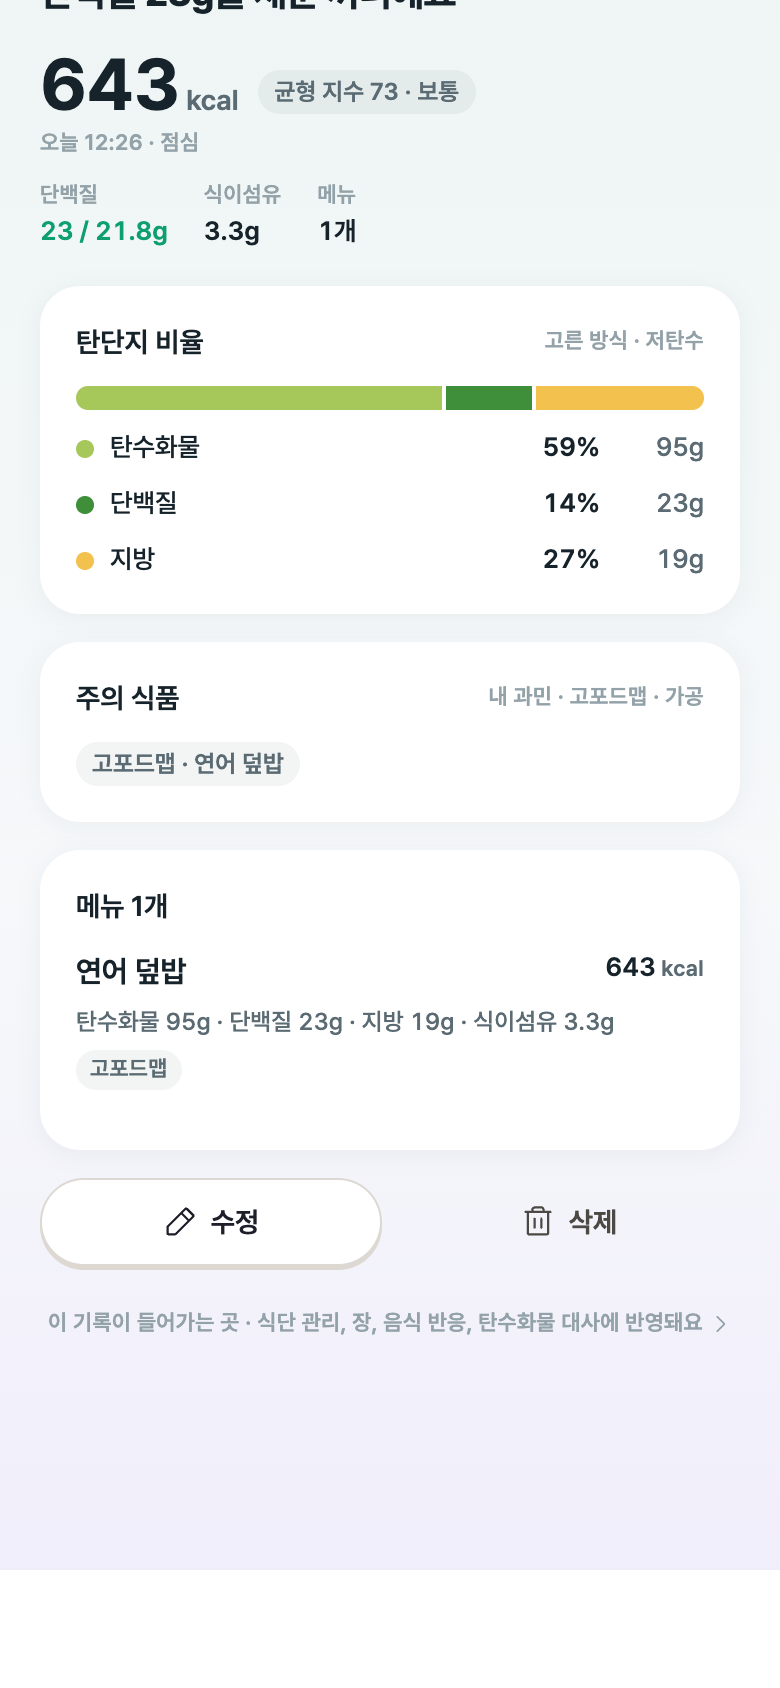 643 kcal 균형 지수 73 · 보통
오늘 12:26 · 점심
단백질 식이섬유 메뉴
23 / 21.8g 3.3g 1개
탄단지 비율 고른 방식 · 저탄수
탄수화물 59% 95g
단백질 14% 23g
지방 27% 19g
주의 식품 내 과민 · 고포드맵 · 가공
고포드맵 · 연어 덮밥
메뉴 1개
연어 덮밥 643 kcal
탄수화물 95g · 단백질 23g · 지방 19g · 식이섬유 3.3g
고포드맵
수정 삭제
이 기록이 들어가는 곳 · 식단 관리, 장, 음식 반응, 탄수화물 대사에 반영돼요